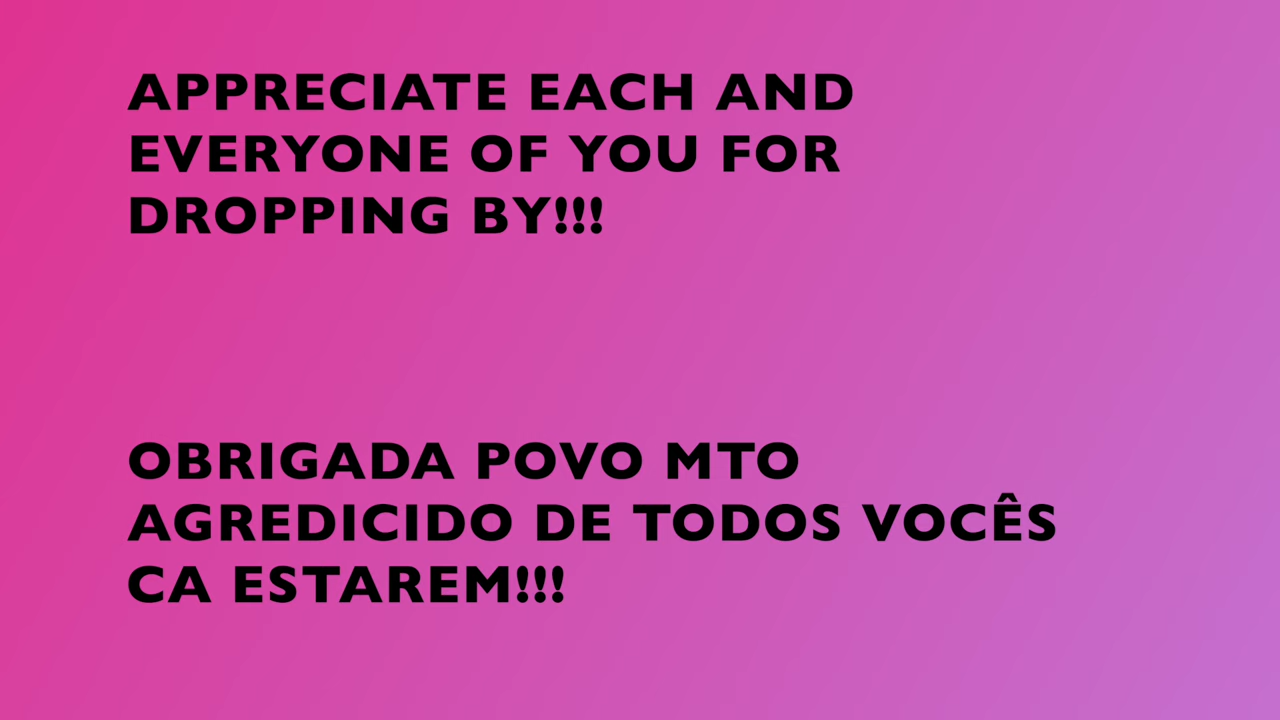 APPRECIATE EACH AND
EVERYONE OF YOU FOR
DROPPING BY!!!
OBRIGADA POVO MTO
AGREDICIDO DE TODOS VOCÊS
CA ESTAREM!!!